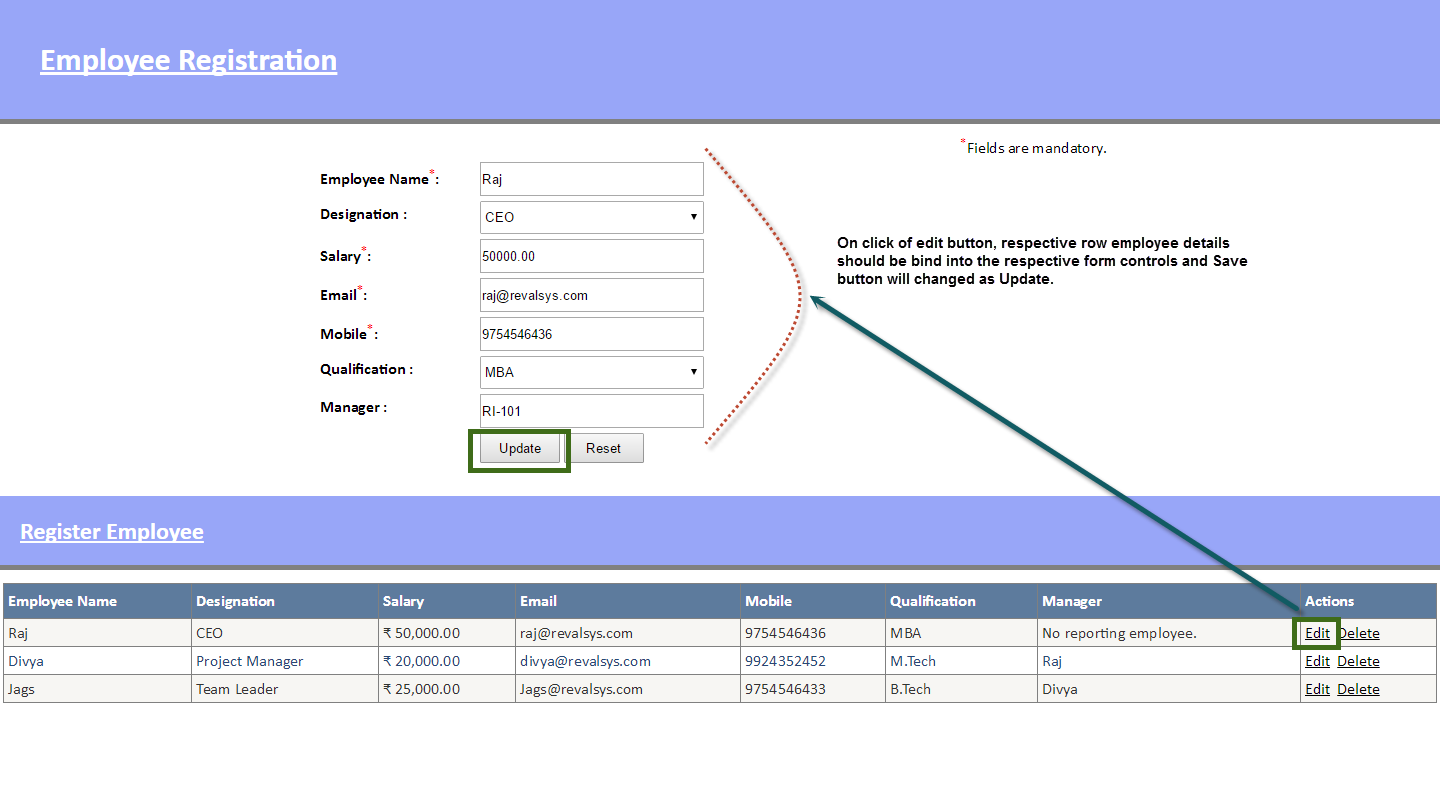 Employee Registration
*Fields are mandatory.
Employee Name*: Raj
Designation : CEO
Salary*: 50000.00
Email*: raj@revalsys.com
Mobile*: 9754546436
Qualification : MBA
Manager : RI-101
Update Reset
On click of edit button, respective row employee details
should be bind into the respective form controls and Save
button will changed as Update.
Register Employee
Employee Name Designation Salary Email Mobile Qualification Manager Actions
Raj CEO ₹ 50,000.00 raj@revalsys.com 9754546436 MBA No reporting employee. Edit Delete
Divya Project Manager ₹ 20,000.00 divya@revalsys.com 9924352452 M.Tech Raj Edit Delete
Jags Team Leader ₹ 25,000.00 Jags@revalsys.com 9754546433 B.Tech Divya Edit Delete